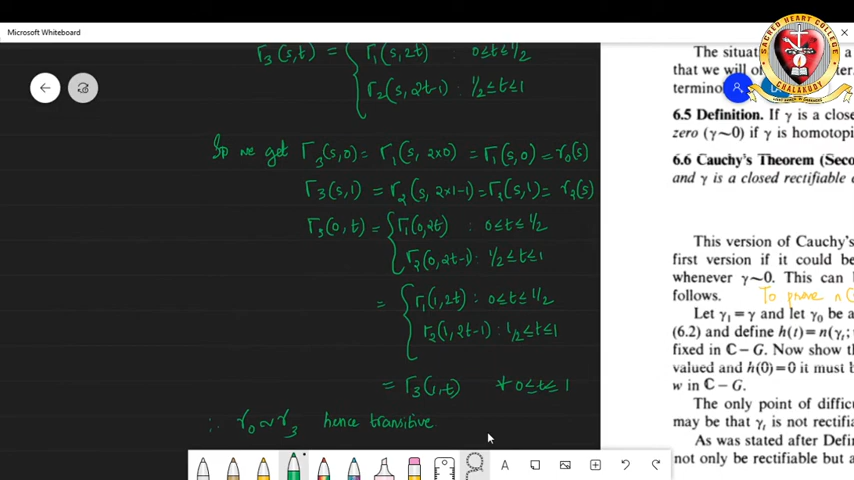 Microsoft Whiteboard
SACRED HEART COLLEGE
CHALAKUDY
Γ3(s,t) = { Γ1(s,2t) : 0≤t≤1/2
Γ2(s,2t-1) : 1/2≤t≤1
So we get Γ3(s,0) = Γ1(s, 2×0) = Γ1(s,0) = γ0(s)
Γ3(s,1) = Γ2(s, 2×1-1) = Γ2(s,1) = γ3(s)
Γ3(0,t) = { Γ1(0,2t) : 0≤t≤1/2
Γ2(0,2t-1) : 1/2≤t≤1
= { Γ1(1,2t) : 0≤t≤1/2
Γ2(1,2t-1) : 1/2≤t≤1
= Γ3(1,t) ∀ 0≤t≤1
∴ γ0 ~ γ3 hence transitive
The situat
that we will of
terminol
6.5 Definition. If γ is a close
zero (γ~0) if γ is homotopi
6.6 Cauchy's Theorem (Seco
and γ is a closed rectifiable
This version of Cauchy's
first version if it could be
whenever γ~0. This can
follows. To prove n(
Let γ1 = γ and let γ0 be a
(6.2) and define h(t) = n(γt;
fixed in ℂ – G. Now show th
valued and h(0)=0 it must b
w in ℂ – G.
The only point of difficu
may be that γt is not rectifia
As was stated after Defin
not only be rectifiable but a